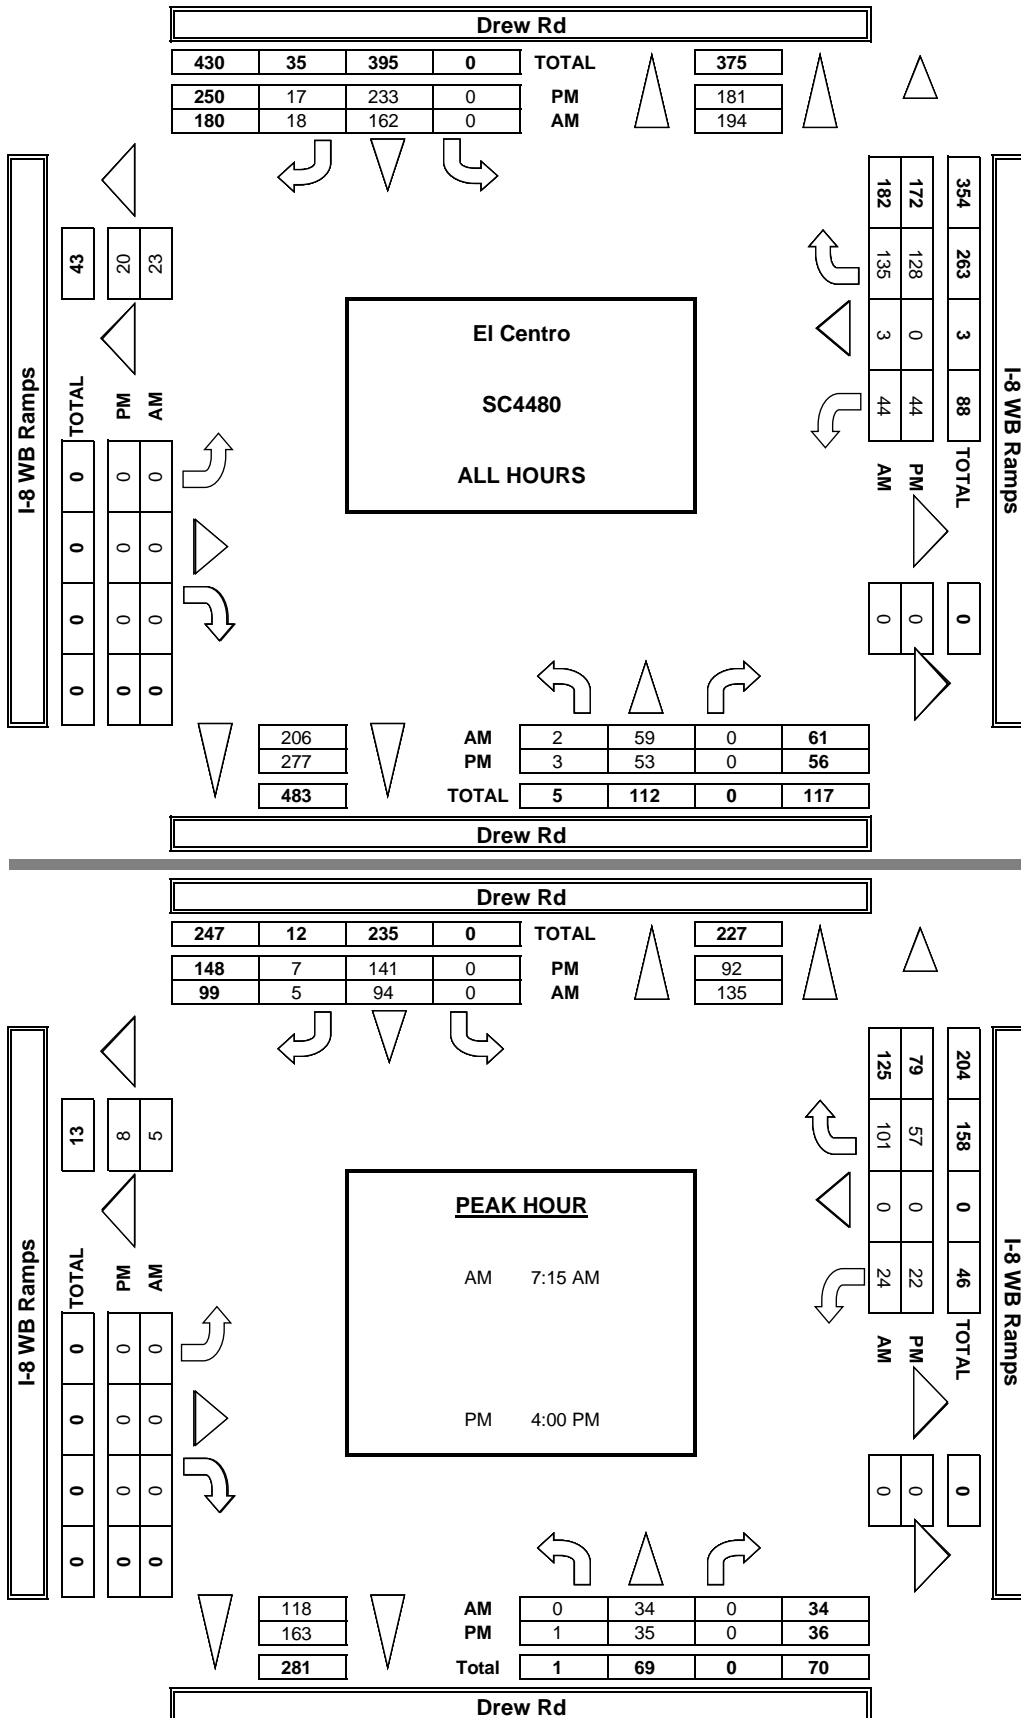 Drew Rd
430 35 395 0 TOTAL 375
250 17 233 0 PM 181
180 18 162 0 AM 194
I-8 WB Ramps
43
20
23
TOTAL 0 0 0 0
PM 0 0 0 0
AM 0 0 0 0
El Centro
SC4480
ALL HOURS
354 263 3 88 TOTAL 0
172 128 0 44 PM 0
182 135 3 44 AM 0
I-8 WB Ramps
206 AM 2 59 0 61
277 PM 3 53 0 56
483 TOTAL 5 112 0 117
Drew Rd
Drew Rd
247 12 235 0 TOTAL 227
148 7 141 0 PM 92
99 5 94 0 AM 135
I-8 WB Ramps
13
8
5
TOTAL 0 0 0 0
PM 0 0 0 0
AM 0 0 0 0
PEAK HOUR
AM 7:15 AM
PM 4:00 PM
204 158 0 46 TOTAL 0
79 57 0 22 PM 0
125 101 0 24 AM 0
I-8 WB Ramps
118 AM 0 34 0 34
163 PM 1 35 0 36
281 Total 1 69 0 70
Drew Rd